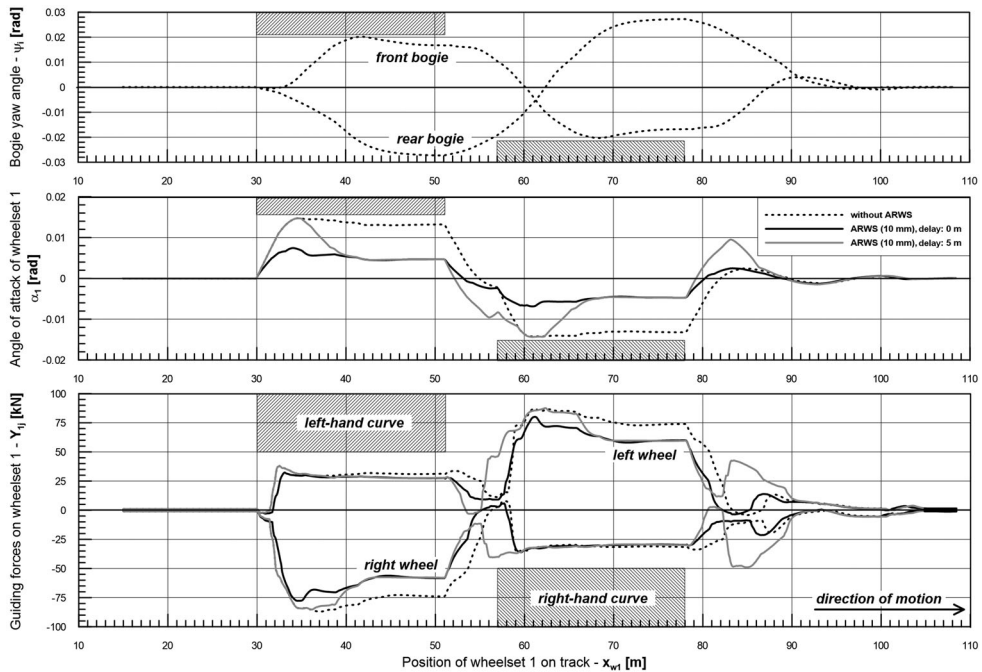 Bogie yaw angle - ψi [rad]
0.03
0.02
0.01
0
-0.01
-0.02
-0.03
front bogie
rear bogie
10 20 30 40 50 60 70 80 90 100 110
Angle of attack of wheelset 1
α1 [rad]
0.02
0.01
0
-0.01
-0.02
without ARWS
ARWS (10 mm), delay: 0 m
ARWS (10 mm), delay: 5 m
10 20 30 40 50 60 70 80 90 100 110
Guiding forces on wheelset 1 - Y1j [kN]
100
75
50
25
0
-25
-50
-75
-100
left-hand curve
left wheel
right wheel
right-hand curve
direction of motion
10 20 30 40 50 60 70 80 90 100 110
Position of wheelset 1 on track - xw1 [m]